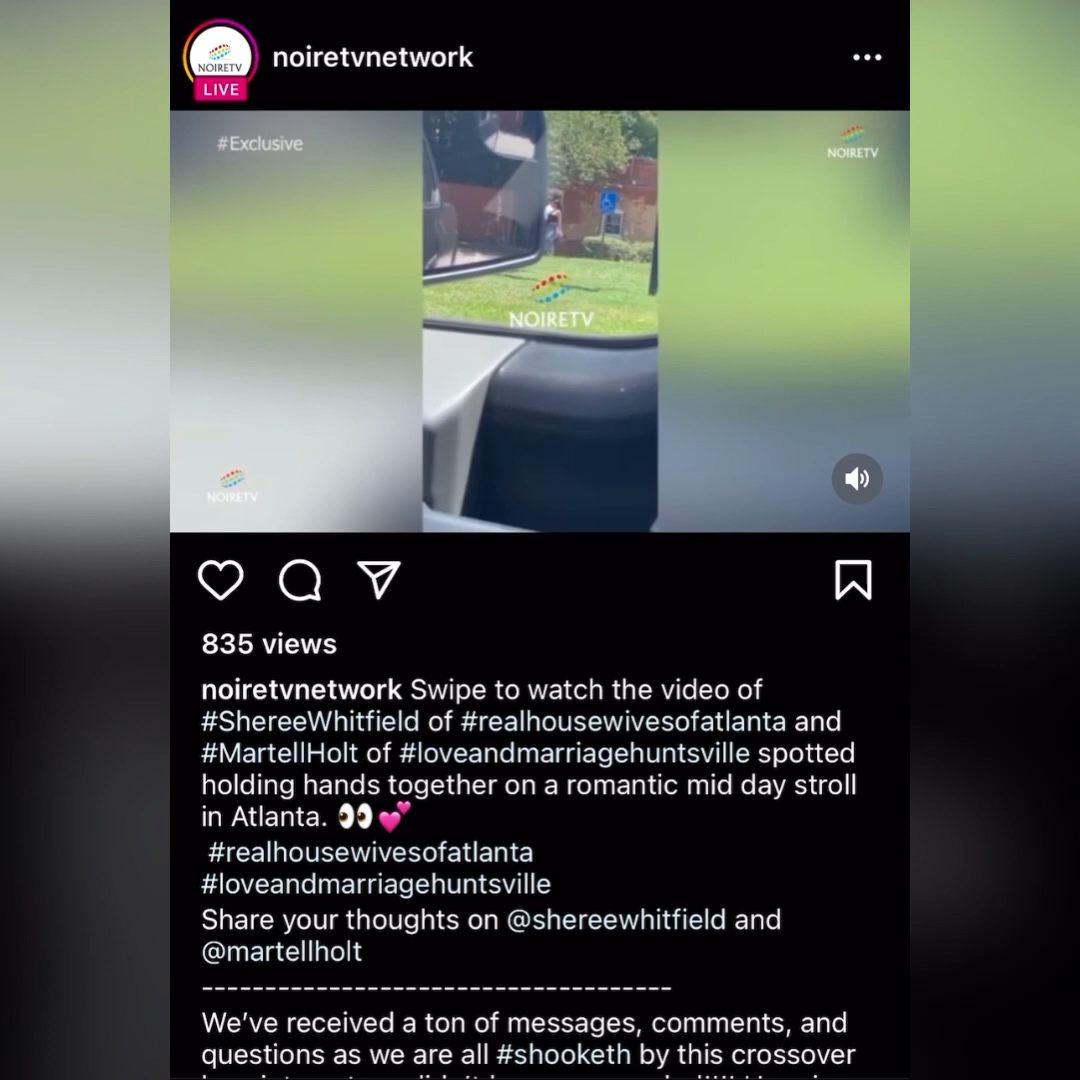 NOIRETV
LIVE
noiretvnetwork
#Exclusive
NOIRETV
NOIRETV
NOIRETV
835 views
noiretvnetwork Swipe to watch the video of
#ShereeWhitfield of #realhousewivesofatlanta and
#MartellHolt of #loveandmarriagehuntsville spotted
holding hands together on a romantic mid day stroll
in Atlanta. 👀💕
#realhousewivesofatlanta
#loveandmarriagehuntsville
Share your thoughts on @shereewhitfield and
@martellholt
-------------------------------------
We’ve received a ton of messages, comments, and
questions as we are all #shooketh by this crossover